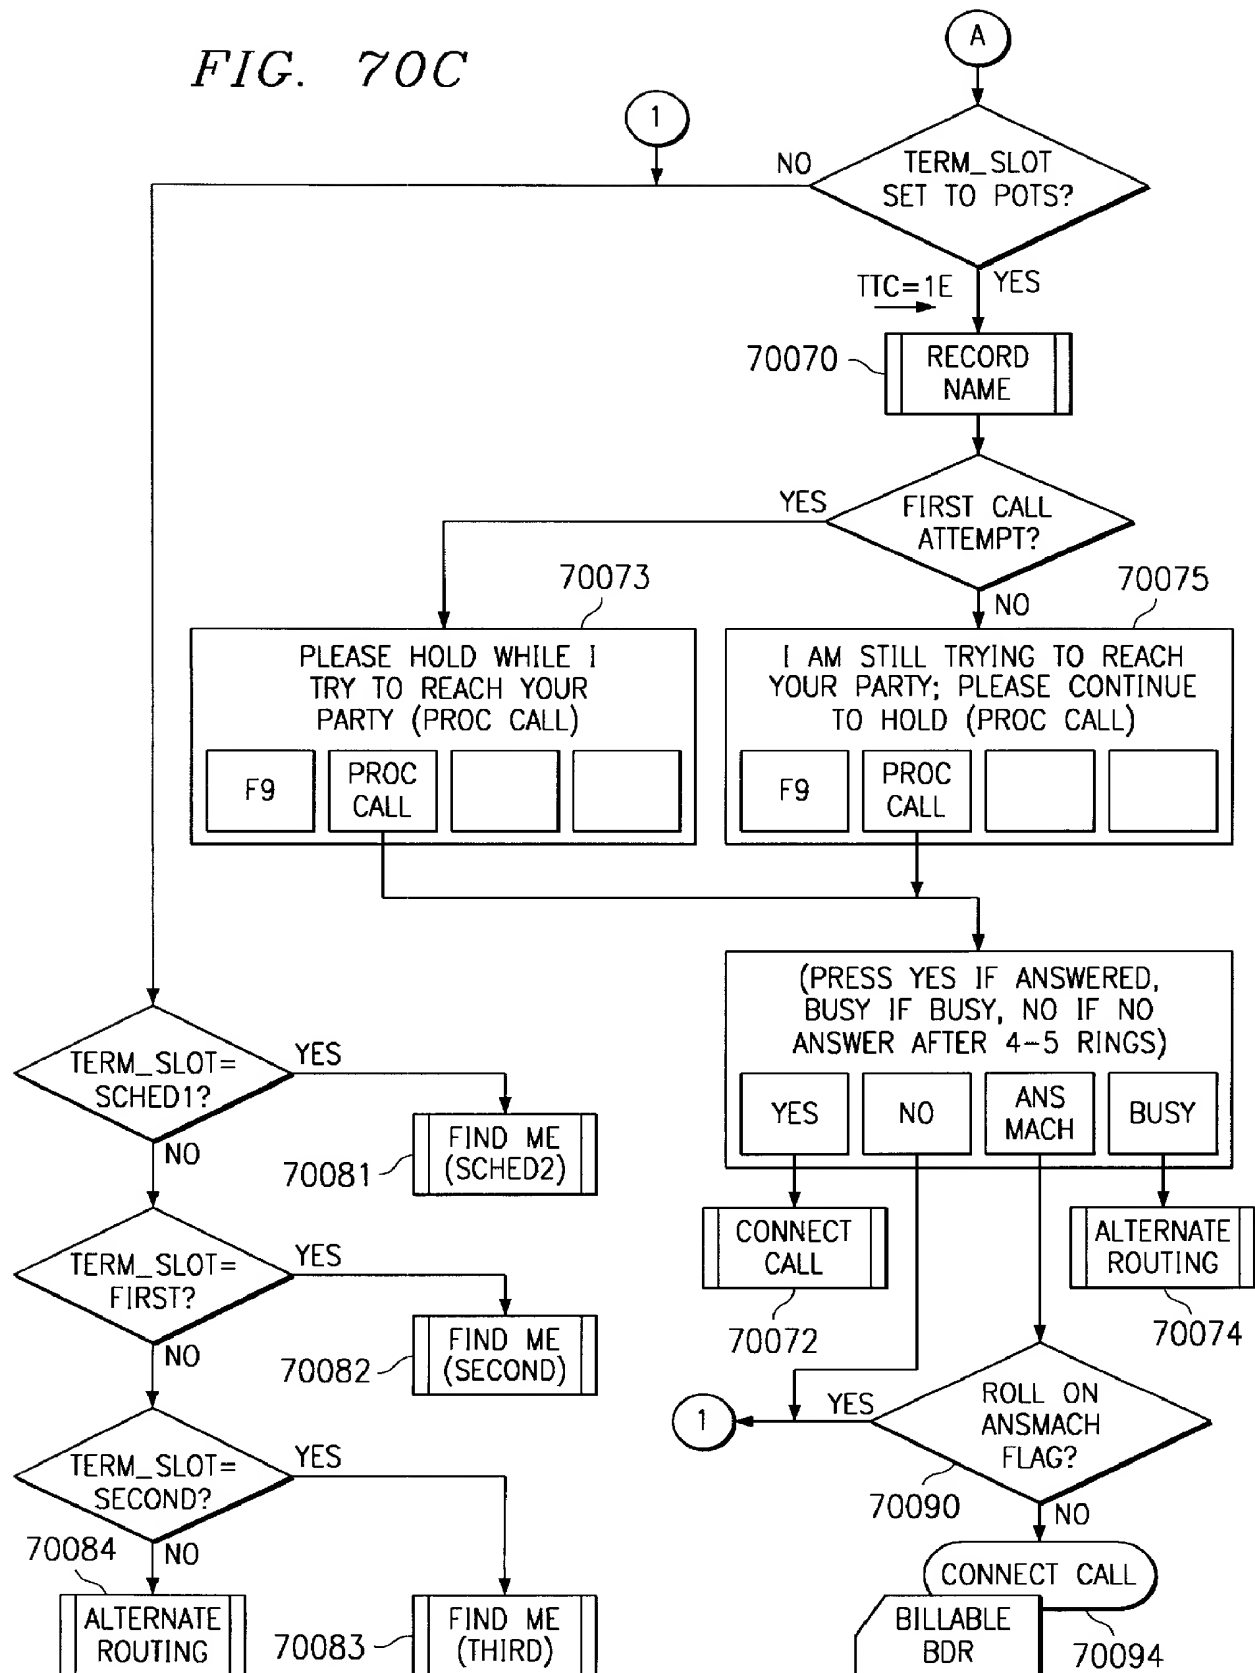 FIG. 70C
A
1
NO
TERM_SLOT
SET TO POTS?
TTC=1E
YES
70070
RECORD
NAME
YES
FIRST CALL
ATTEMPT?
NO
70073
70075
PLEASE HOLD WHILE I
TRY TO REACH YOUR
PARTY (PROC CALL)
F9
PROC
CALL
I AM STILL TRYING TO REACH
YOUR PARTY; PLEASE CONTINUE
TO HOLD (PROC CALL)
F9
PROC
CALL
(PRESS YES IF ANSWERED,
BUSY IF BUSY, NO IF NO
ANSWER AFTER 4-5 RINGS)
YES
NO
ANS
MACH
BUSY
CONNECT
CALL
70072
ALTERNATE
ROUTING
70074
1
YES
ROLL ON
ANSMACH
FLAG?
70090
NO
CONNECT CALL
70094
BILLABLE
BDR
TERM_SLOT=
SCHED1?
YES
NO
70081
FIND ME
(SCHED2)
TERM_SLOT=
FIRST?
YES
NO
70082
FIND ME
(SECOND)
TERM_SLOT=
SECOND?
YES
NO
70084
ALTERNATE
ROUTING
70083
FIND ME
(THIRD)